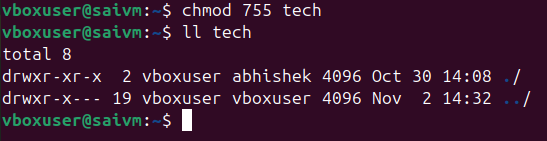 vboxuser@saivm:~$ chmod 755 tech
vboxuser@saivm:~$ ll tech
total 8
drwxr-xr-x  2 vboxuser abhishek 4096 Oct 30 14:08 ./
drwxr-x--- 19 vboxuser vboxuser 4096 Nov  2 14:32 ../
vboxuser@saivm:~$